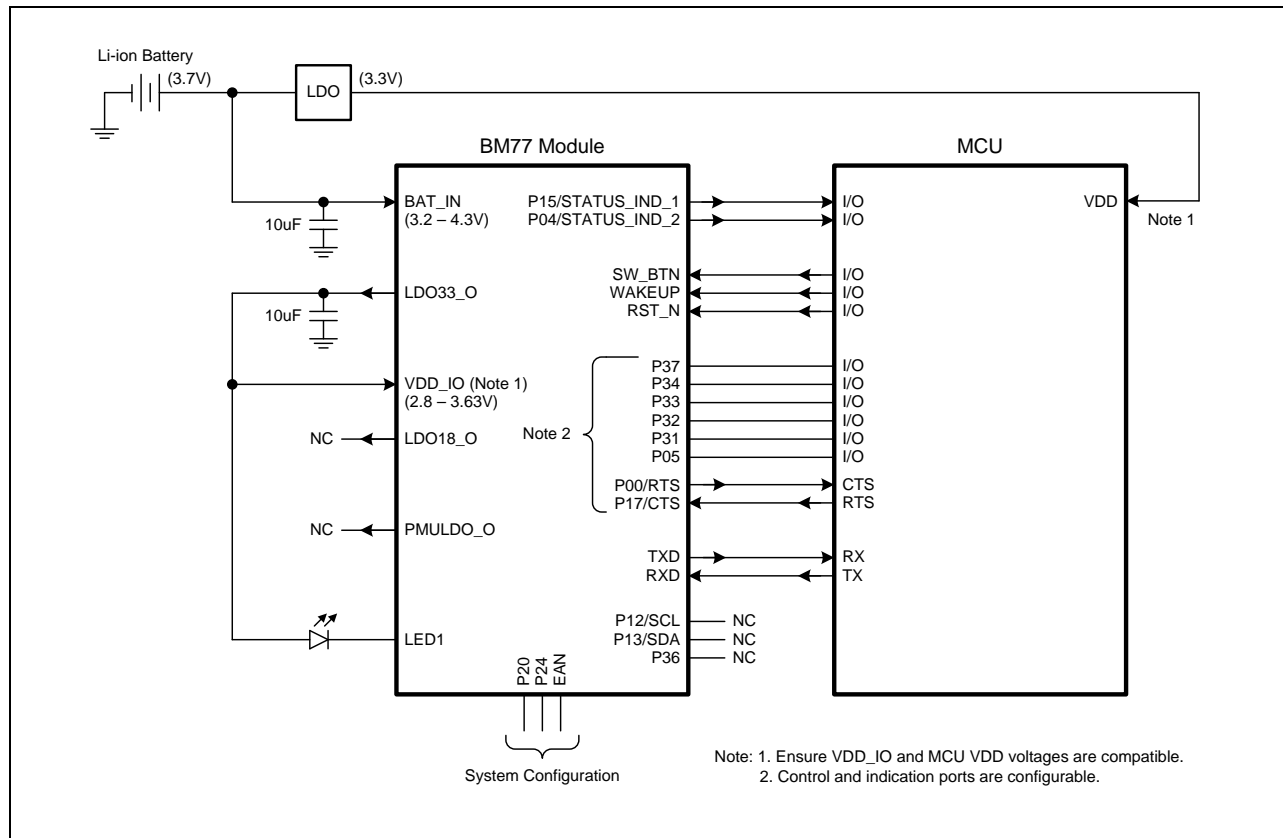 Li-ion Battery
(3.7V)
LDO
(3.3V)
BM77 Module
MCU
BAT_IN
(3.2 – 4.3V)
10uF
LDO33_O
10uF
VDD_IO (Note 1)
(2.8 – 3.63V)
NC
LDO18_O
NC
PMULDO_O
LED1
P15/STATUS_IND_1
P04/STATUS_IND_2
SW_BTN
WAKEUP
RST_N
Note 2
P37
P34
P33
P32
P31
P05
P00/RTS
P17/CTS
TXD
RXD
P12/SCL
NC
P13/SDA
NC
P36
NC
I/O
I/O
I/O
I/O
I/O
I/O
I/O
I/O
I/O
I/O
I/O
CTS
RTS
RX
TX
VDD
Note 1
P20
P24
EAN
System Configuration
Note: 1. Ensure VDD_IO and MCU VDD voltages are compatible.
2. Control and indication ports are configurable.